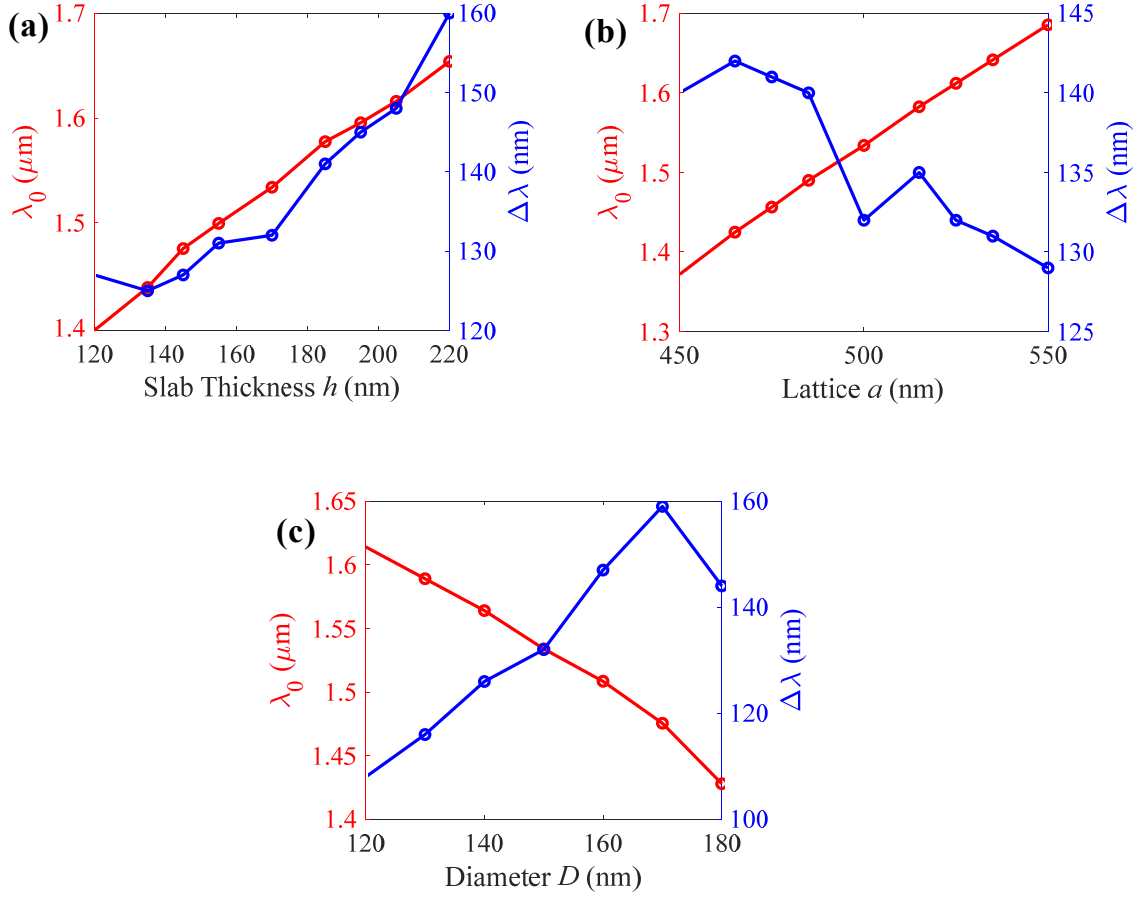 (a)
1.7
1.6
1.5
1.4
λ0 (μm)
160
150
140
130
120
Δλ (nm)
120 140 160 180 200 220
Slab Thickness h (nm)
(b)
1.7
1.6
1.5
1.4
1.3
λ0 (μm)
145
140
135
130
125
Δλ (nm)
450 500 550
Lattice a (nm)
(c)
1.65
1.6
1.55
1.5
1.45
1.4
λ0 (μm)
160
140
120
100
Δλ (nm)
120 140 160 180
Diameter D (nm)